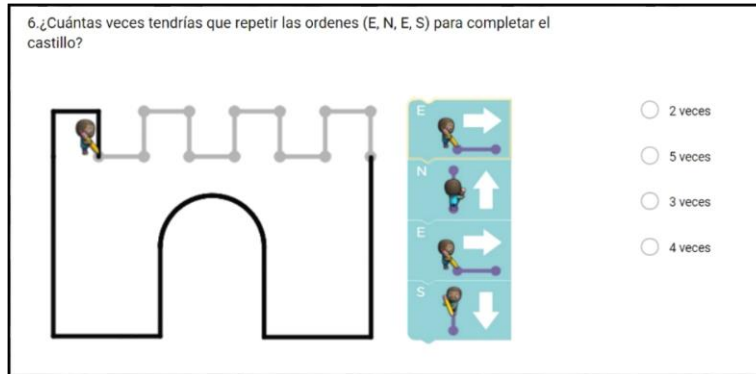 6.¿Cuántas veces tendrías que repetir las ordenes (E, N, E, S) para completar el
castillo?
E
N
E
S
2 veces
5 veces
3 veces
4 veces